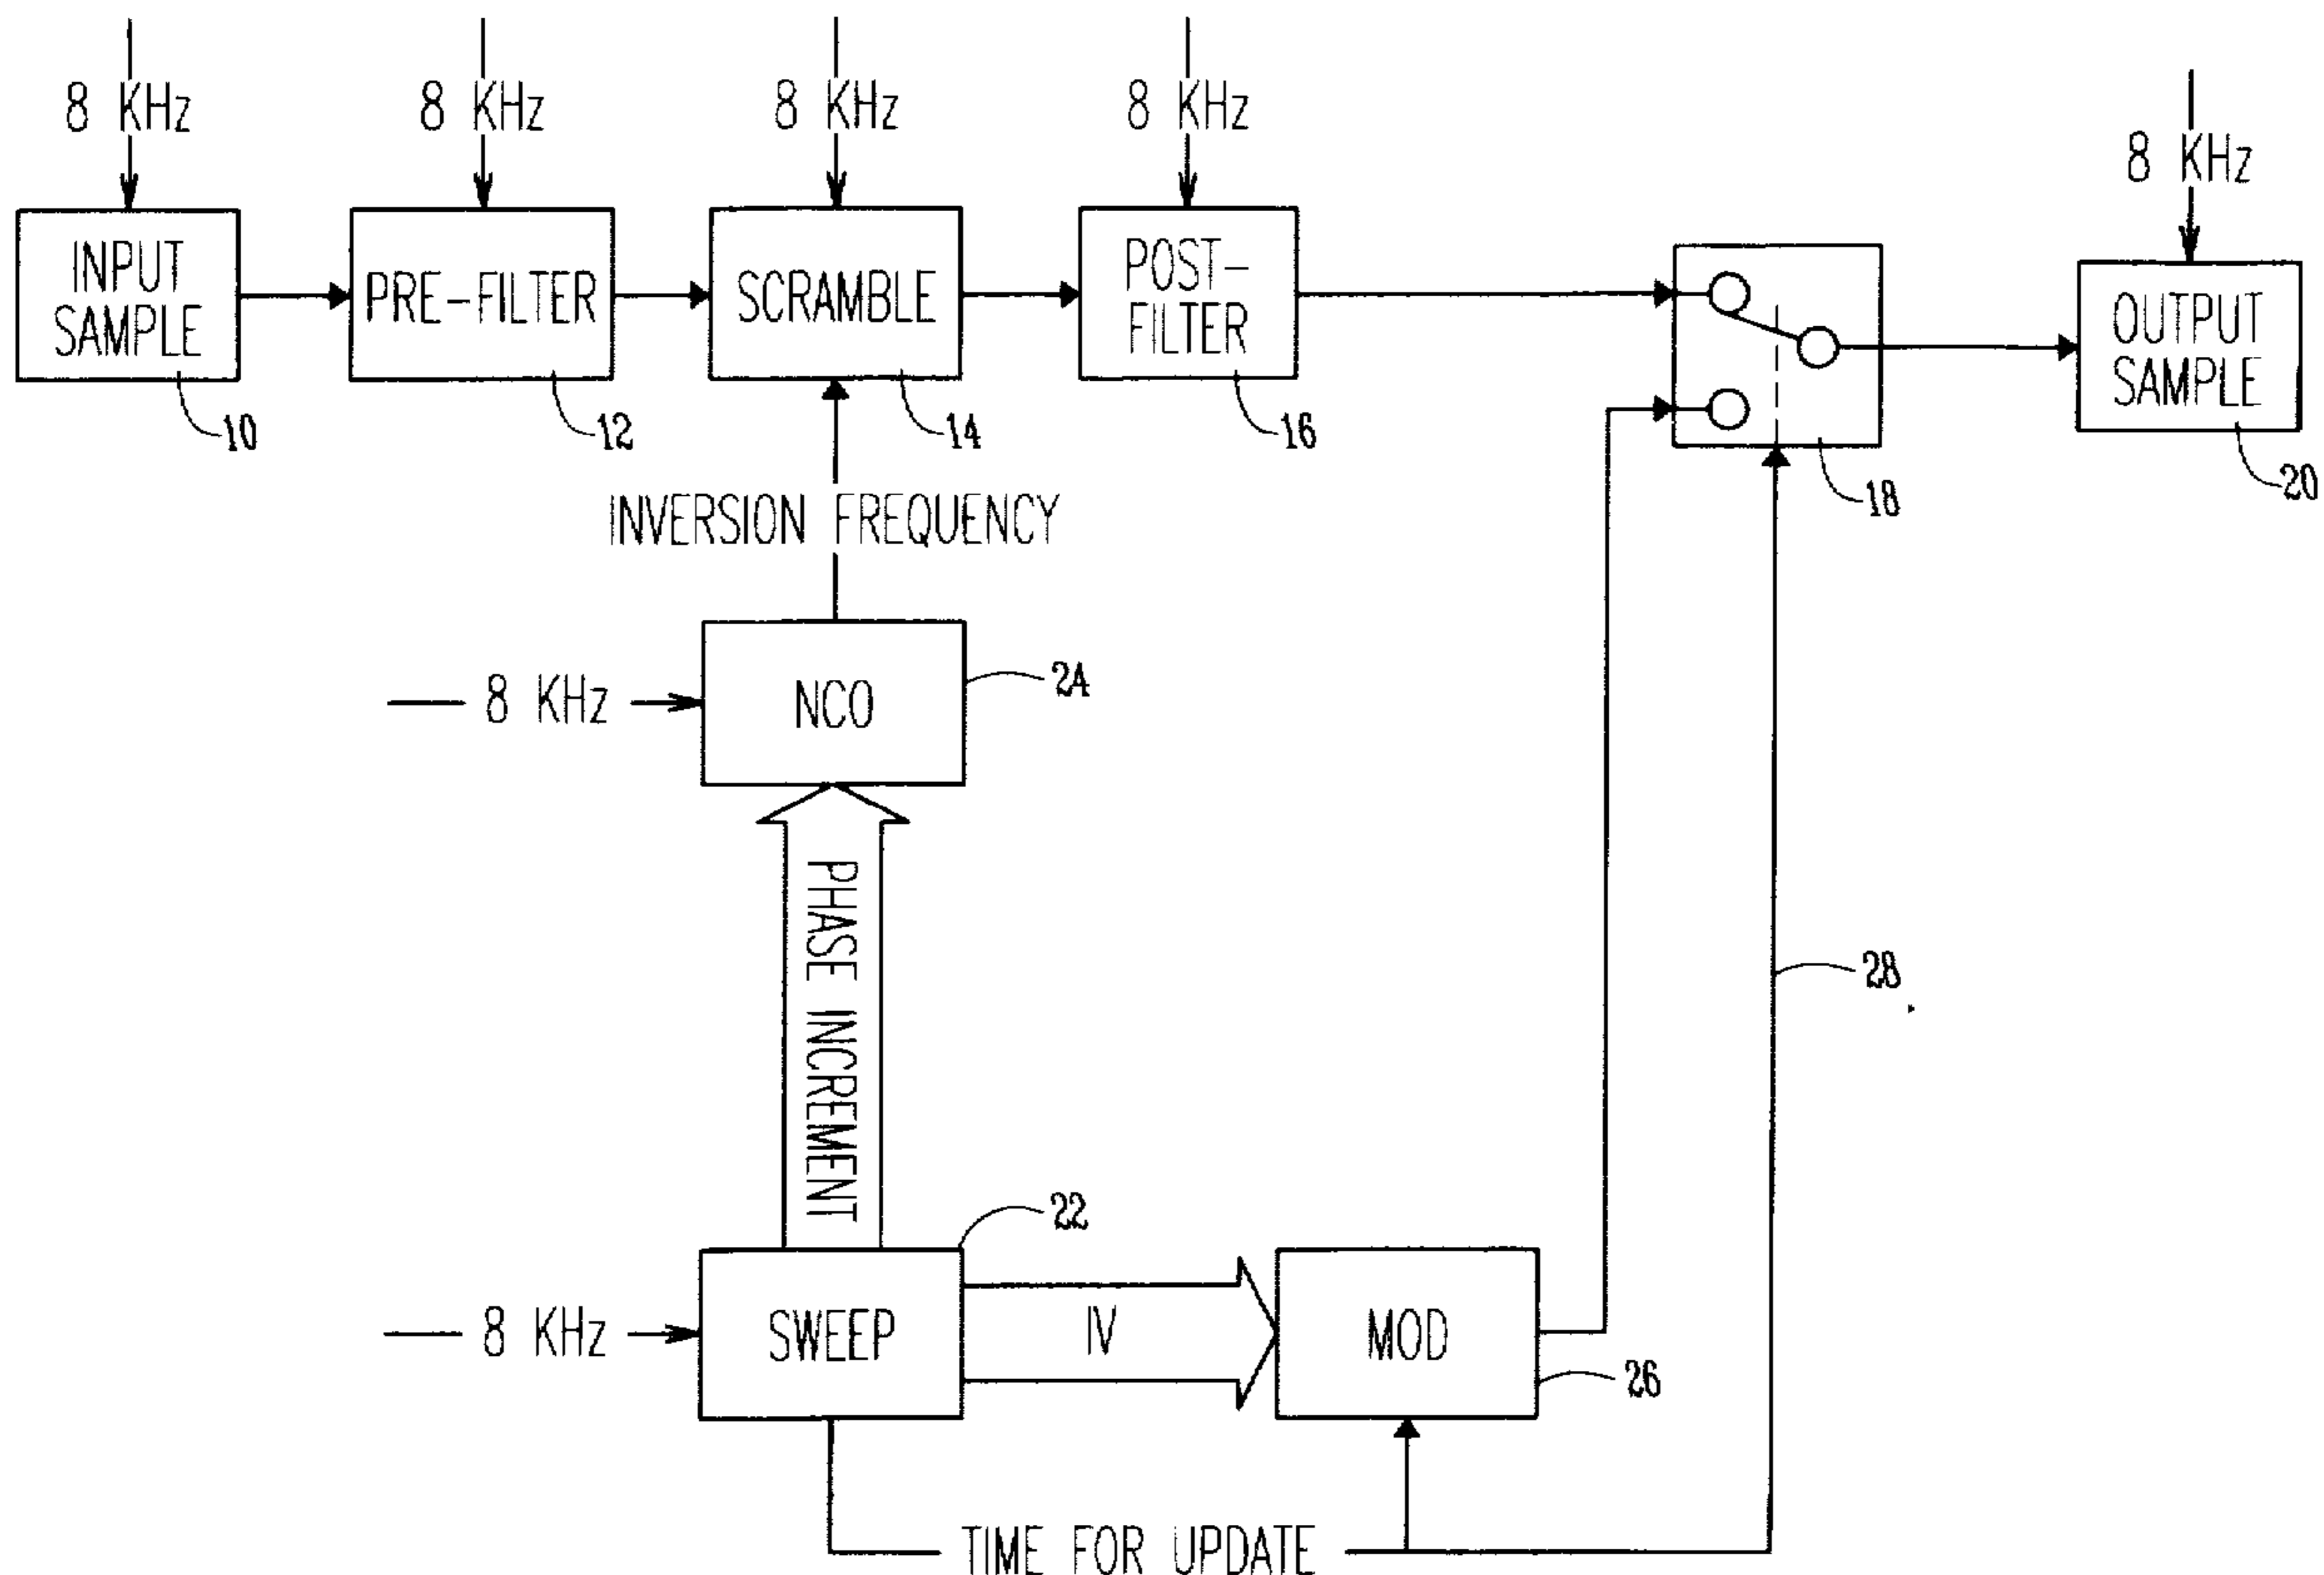 8 KHz
8 KHz
8 KHz
8 KHz
8 KHz
INPUT
SAMPLE
PRE-FILTER
SCRAMBLE
POST-
FILTER
OUTPUT
SAMPLE
10
12
14
16
18
20
INVERSION FREQUENCY
8 KHz
NCO
24
PHASE INCREMENT
28
22
8 KHz
SWEEP
IV
MOD
26
TIME FOR UPDATE